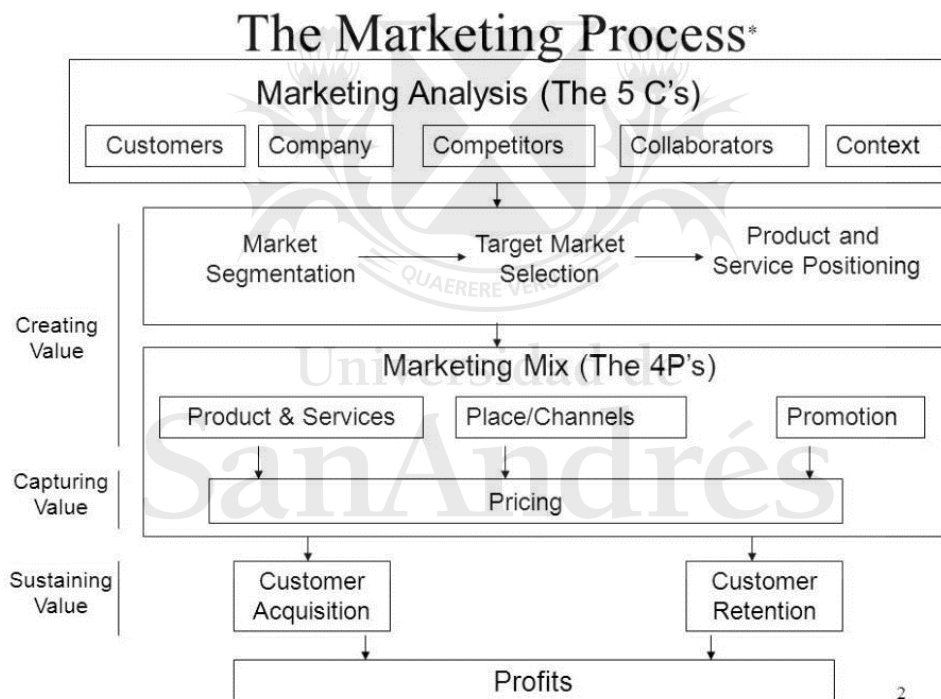 The Marketing Process*
Marketing Analysis (The 5 C's)
Customers
Company
Competitors
Collaborators
Context
Market
Segmentation
Target Market
Selection
Product and
Service Positioning
QUAERERE VERUM
Creating
Value
Marketing Mix (The 4P's)
Universidad de
SanAndrés
Product & Services
Place/Channels
Promotion
Capturing
Value
Pricing
Sustaining
Value
Customer
Acquisition
Customer
Retention
Profits
2